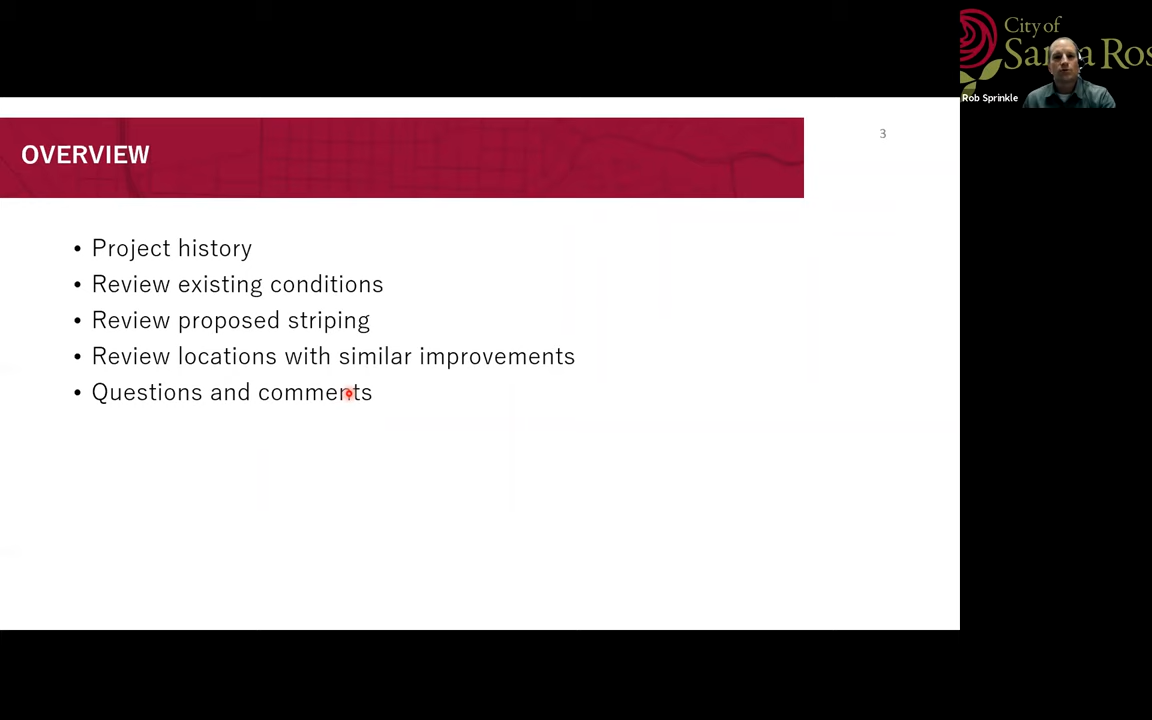 City of
Santa Ros
Rob Sprinkle
3
OVERVIEW
• Project history
• Review existing conditions
• Review proposed striping
• Review locations with similar improvements
• Questions and comments